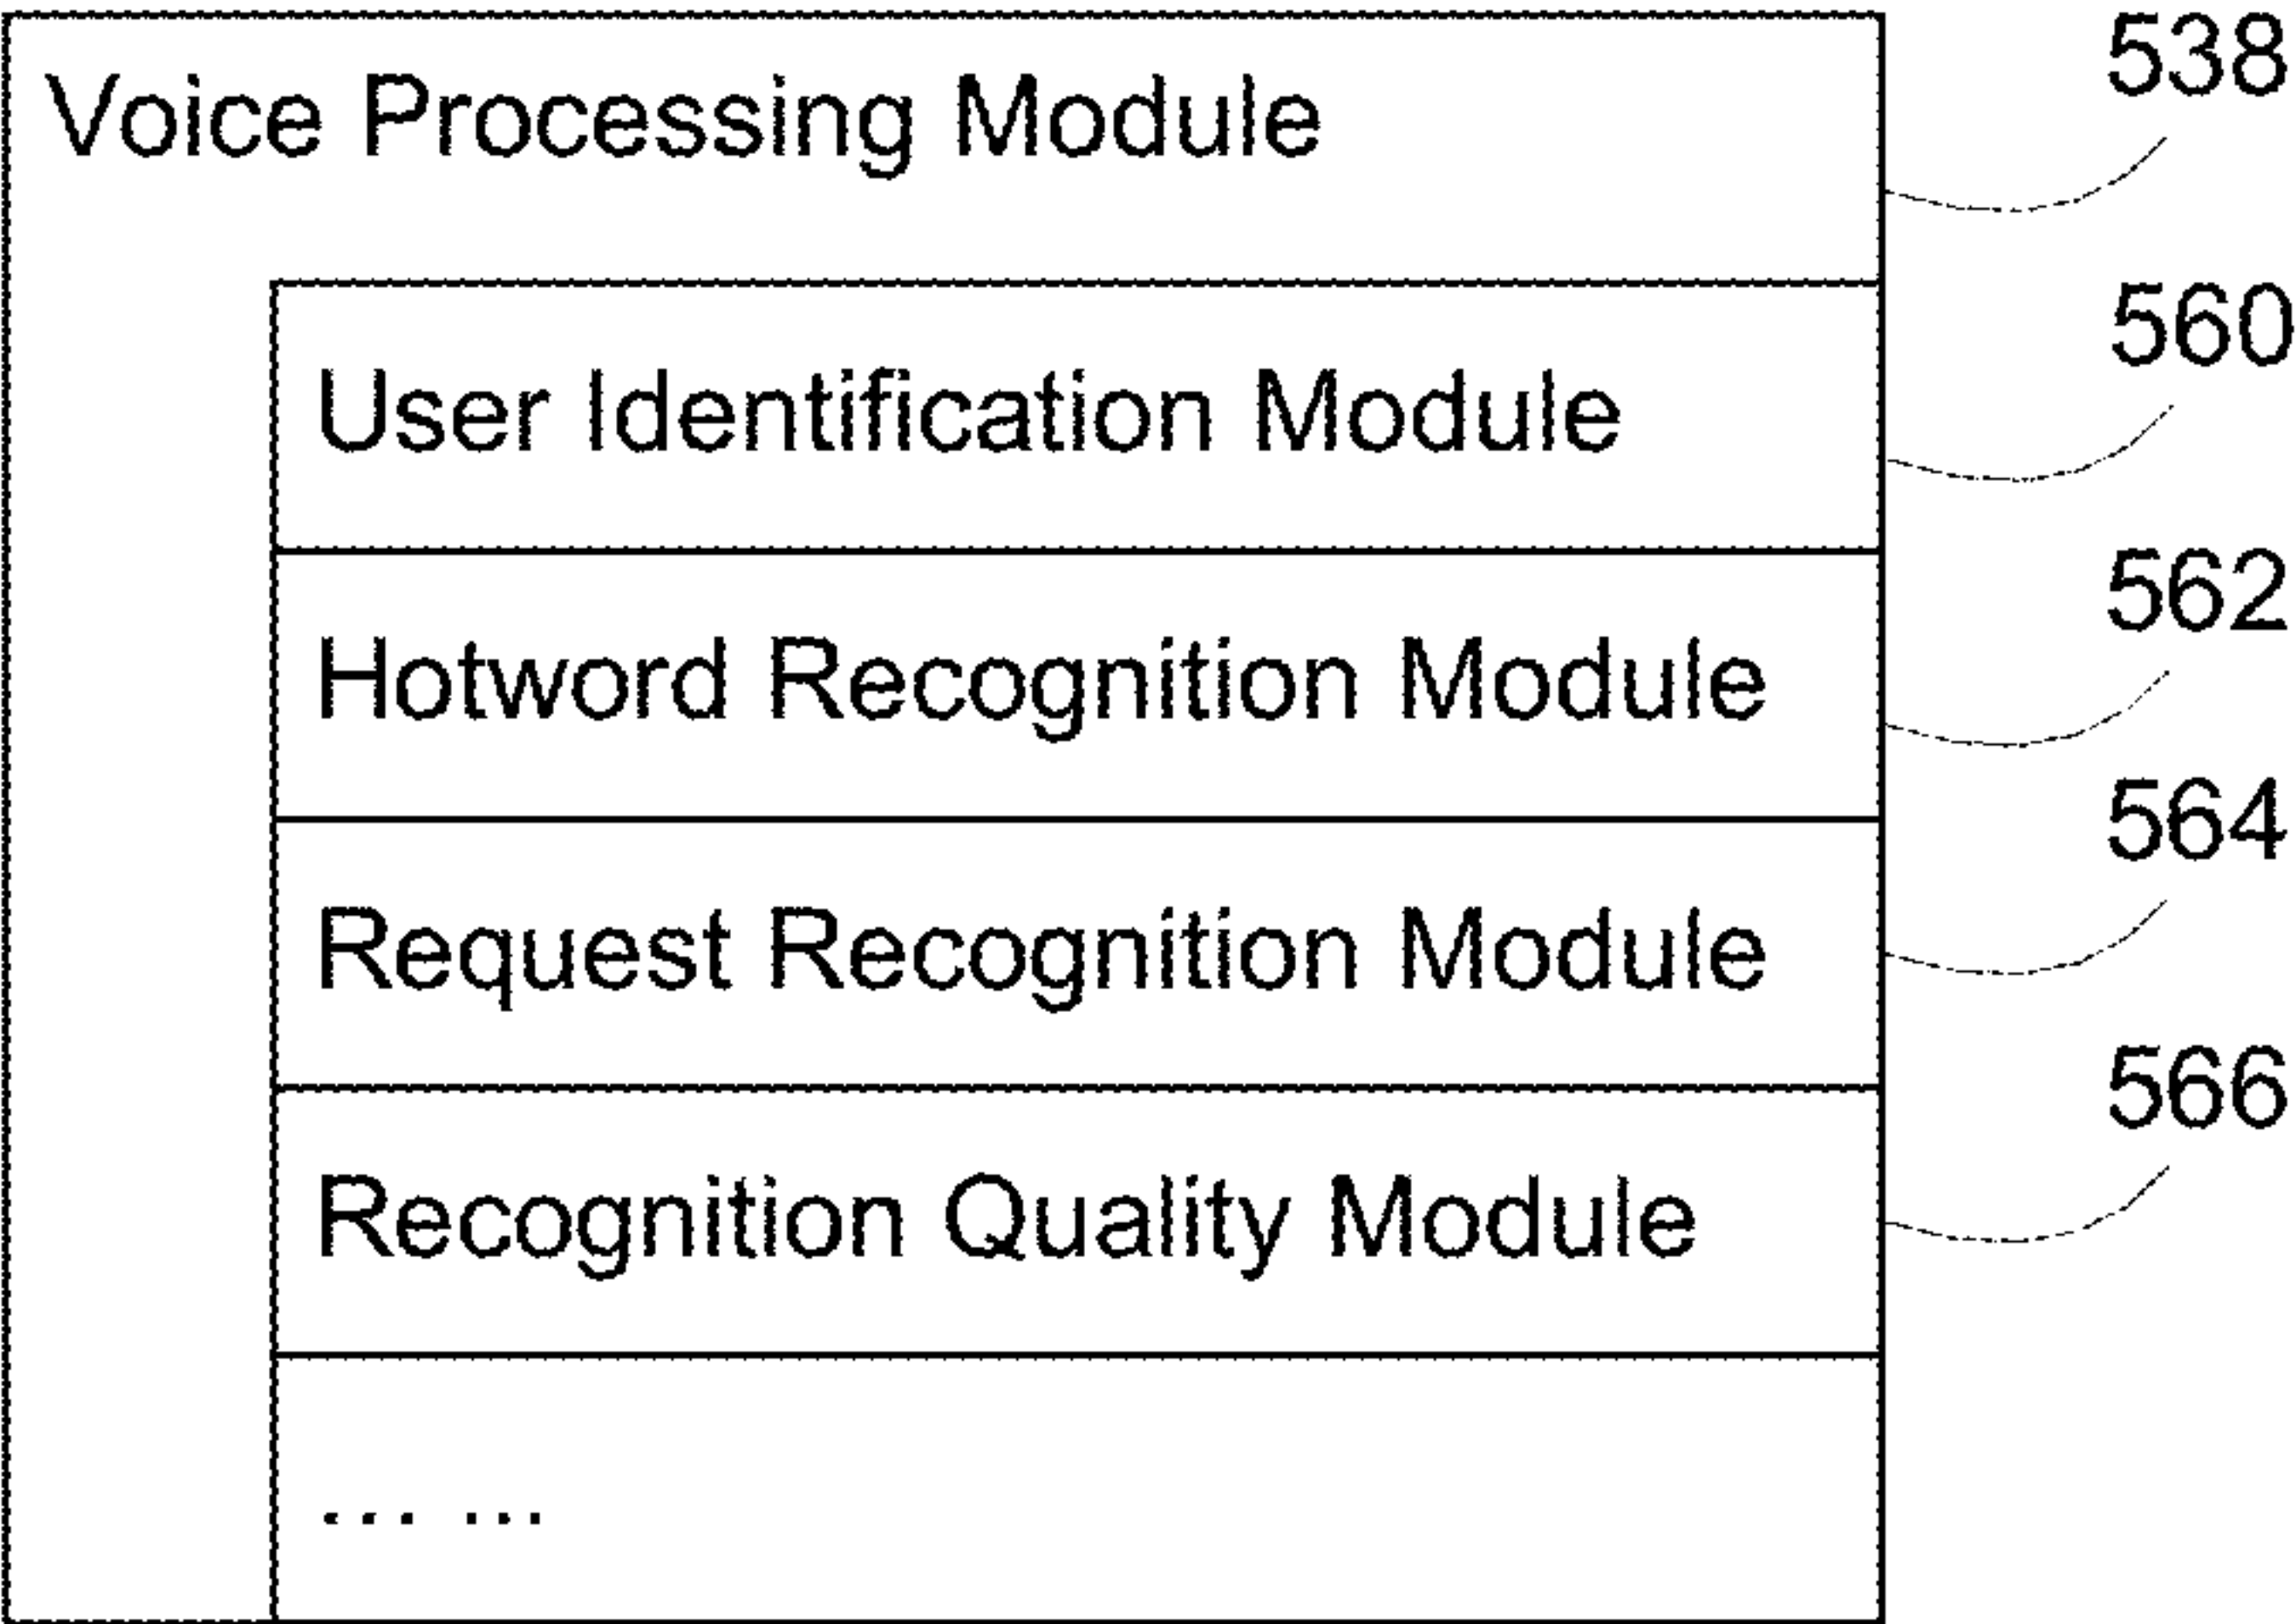 Voice Processing Module 538
User Identification Module 560
Hotword Recognition Module 562
Request Recognition Module 564
Recognition Quality Module 566
... ...